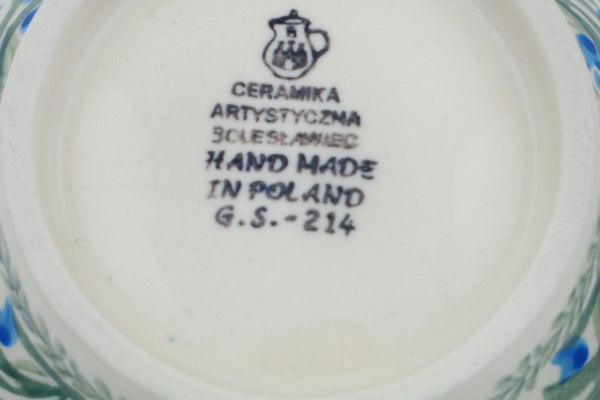 CERAMIKA
ARTYSTYCZNA
BOLESŁAWIEC
HAND MADE
IN POLAND
G.S.-214